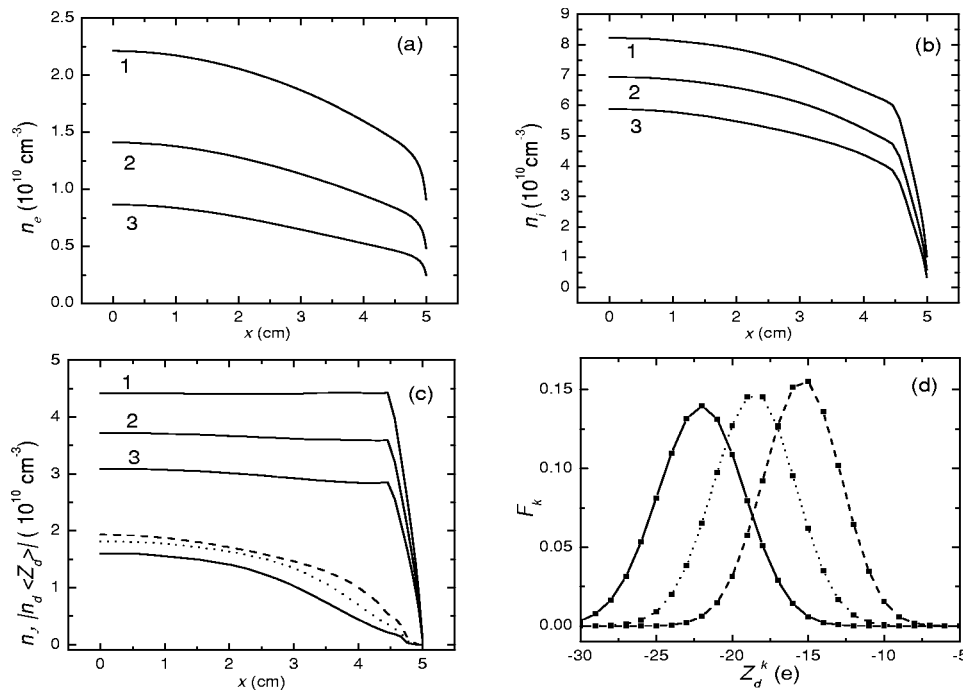 (a)
1
2
3
n_e (10^10 cm^-3)
2.5
2.0
1.5
1.0
0.5
0.0
0 1 2 3 4 5
x (cm)
(b)
1
2
3
n_i (10^10 cm^-3)
8
7
6
5
4
3
2
1
0
0 1 2 3 4 5
x (cm)
(c)
1
2
3
n_, |n_d <Z_d>| ( 10^10 cm^-3)
5
4
3
2
1
0
0 1 2 3 4 5
x (cm)
(d)
F_k
0.15
0.10
0.05
0.00
-30 -25 -20 -15 -10 -5
Z_d^k (e)